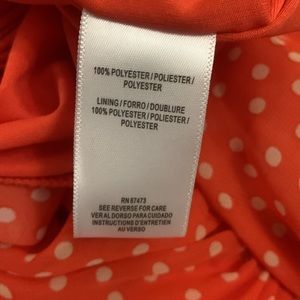 100% POLYESTER / POLIESTER /
POLYESTER
LINING / FORRO / DOUBLURE
100% POLYESTER / POLIESTER /
POLYESTER
RN 87473
SEE REVERSE FOR CARE
VER AL DORSO PARA CUIDADO
INSTRUCTIONS D'ENTRETIEN
AU VERSO